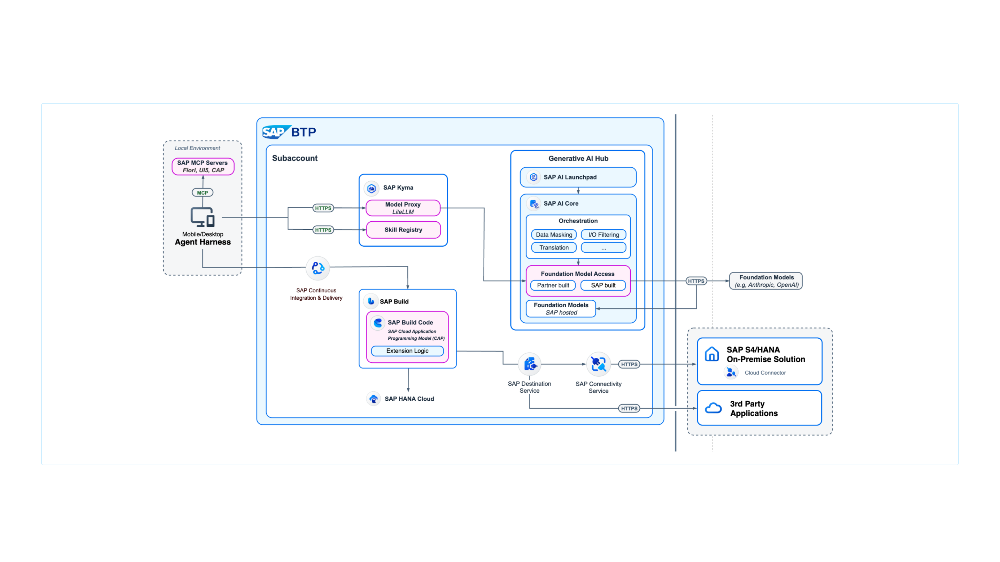 SAP BTP
Local Environment
SAP MCP Servers
Fiori, UI5, CAP
MCP
Mobile/Desktop
Agent Harness
Subaccount
HTTPS
HTTPS
SAP Kyma
Model Proxy
LiteLLM
Skill Registry
SAP Continuous
Integration & Delivery
SAP Build
SAP Build Code
SAP Cloud Application
Programming Model (CAP)
Extension Logic
SAP HANA Cloud
Generative AI Hub
SAP AI Launchpad
SAP AI Core
Orchestration
Data Masking
I/O Filtering
Translation
...
Foundation Model Access
Partner built
SAP built
Foundation Models
SAP hosted
HTTPS
Foundation Models
(e.g, Anthropic, OpenAI)
SAP Destination
Service
SAP Connectivity
Service
HTTPS
HTTPS
SAP S4/HANA
On-Premise Solution
Cloud Connector
3rd Party
Applications